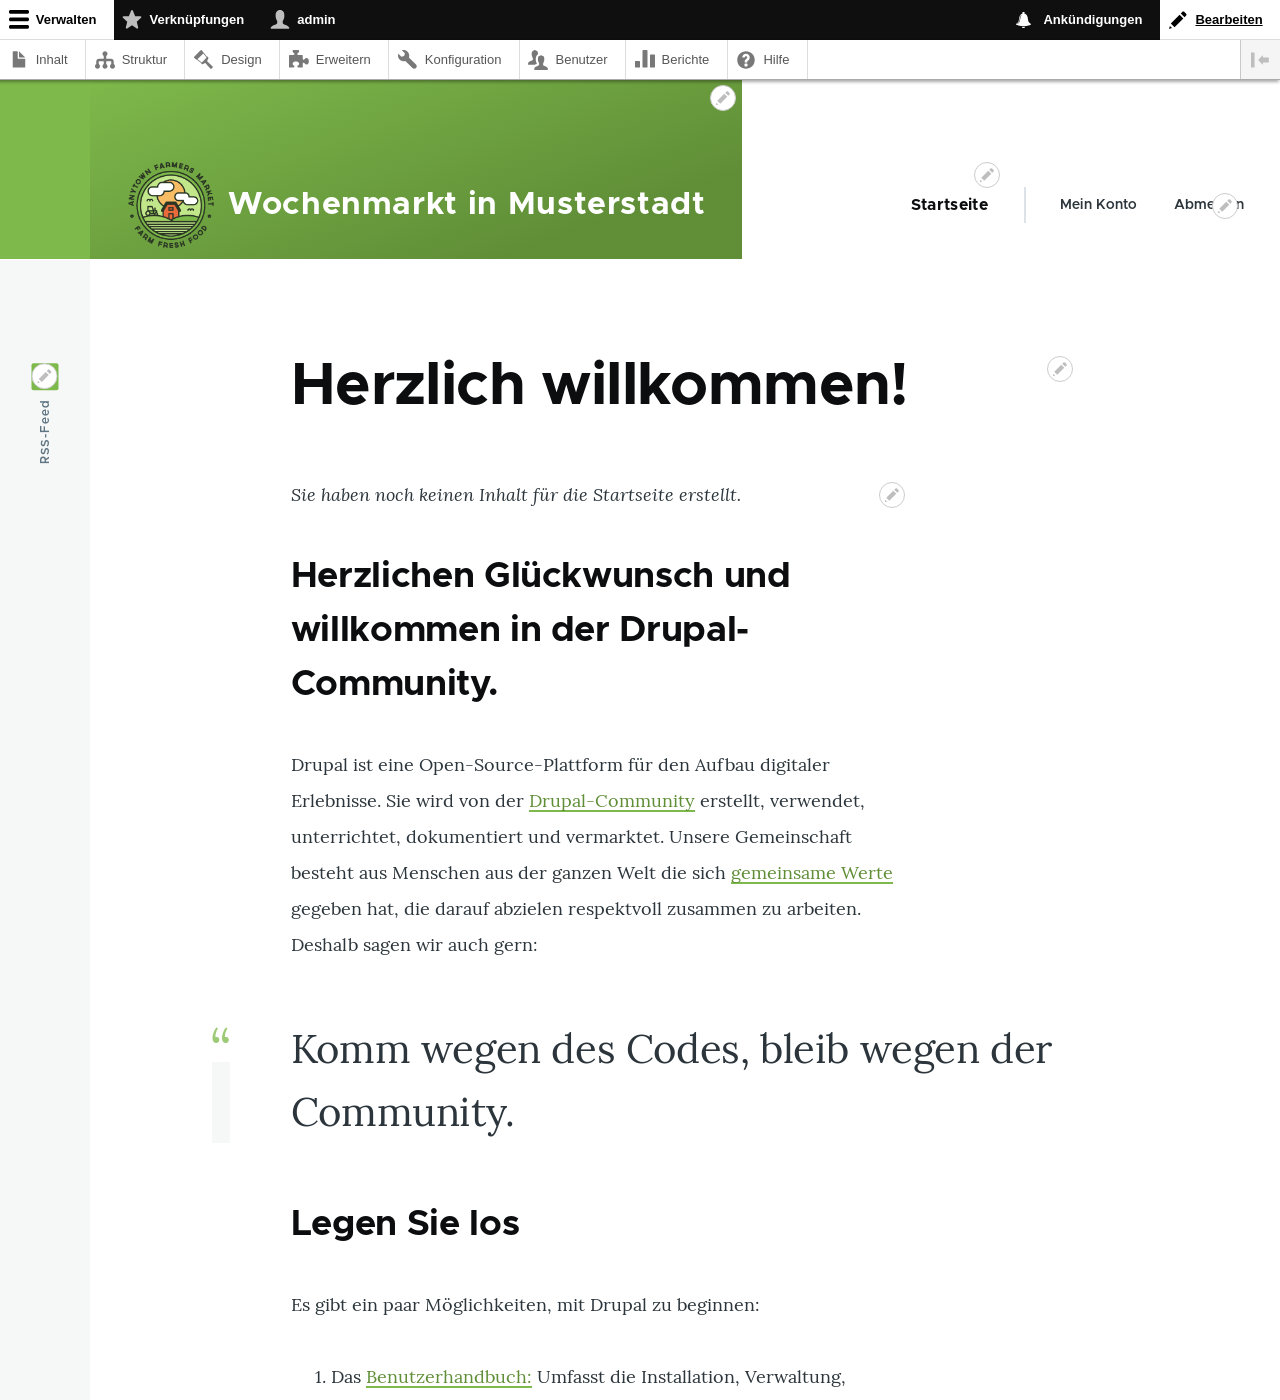 Verwalten Verknüpfungen admin Ankündigungen Bearbeiten
Inhalt Struktur Design Erweitern Konfiguration Benutzer Berichte Hilfe
ANYTOWN FARMERS MARKET
FARM FRESH FOOD
Wochenmarkt in Musterstadt
Startseite Mein Konto
RSS-Feed
Herzlich willkommen!
Sie haben noch keinen Inhalt für die Startseite erstellt.
Herzlichen Glückwunsch und
willkommen in der Drupal-
Community.
Drupal ist eine Open-Source-Plattform für den Aufbau digitaler
Erlebnisse. Sie wird von der Drupal-Community erstellt, verwendet,
unterrichtet, dokumentiert und vermarktet. Unsere Gemeinschaft
besteht aus Menschen aus der ganzen Welt die sich gemeinsame Werte
gegeben hat, die darauf abzielen respektvoll zusammen zu arbeiten.
Deshalb sagen wir auch gern:
“
Komm wegen des Codes, bleib wegen der
Community.
Legen Sie los
Es gibt ein paar Möglichkeiten, mit Drupal zu beginnen:
1. Das Benutzerhandbuch: Umfasst die Installation, Verwaltung,